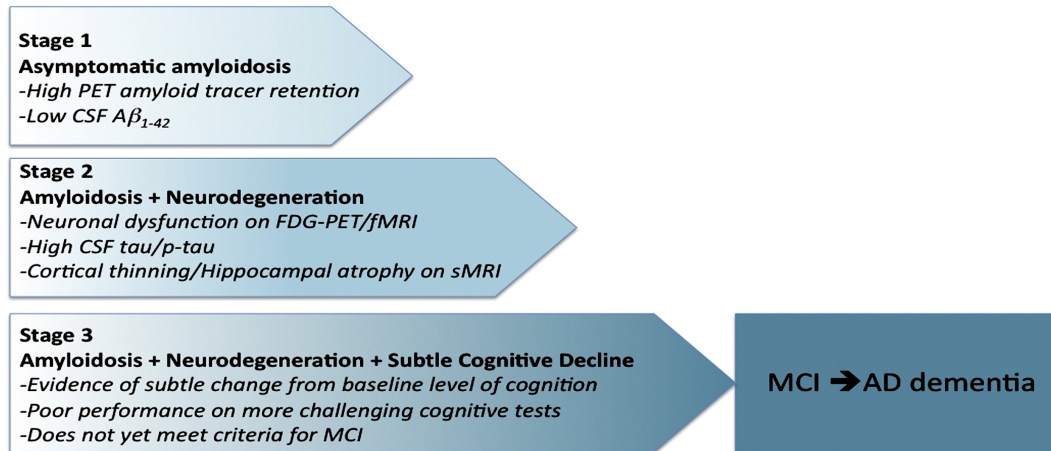 Stage 1
Asymptomatic amyloidosis
-High PET amyloid tracer retention
-Low CSF Aβ1-42
Stage 2
Amyloidosis + Neurodegeneration
-Neuronal dysfunction on FDG-PET/fMRI
-High CSF tau/p-tau
-Cortical thinning/Hippocampal atrophy on sMRI
Stage 3
Amyloidosis + Neurodegeneration + Subtle Cognitive Decline
-Evidence of subtle change from baseline level of cognition
-Poor performance on more challenging cognitive tests
-Does not yet meet criteria for MCI
MCI ➔ AD dementia